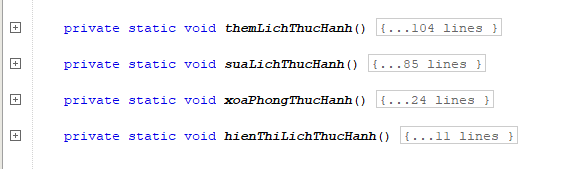 private static void themLichThucHanh() {...104 lines }
private static void suaLichThucHanh() {...85 lines }
private static void xoaPhongThucHanh() {...24 lines }
private static void hienThiLichThucHanh() {...11 lines }